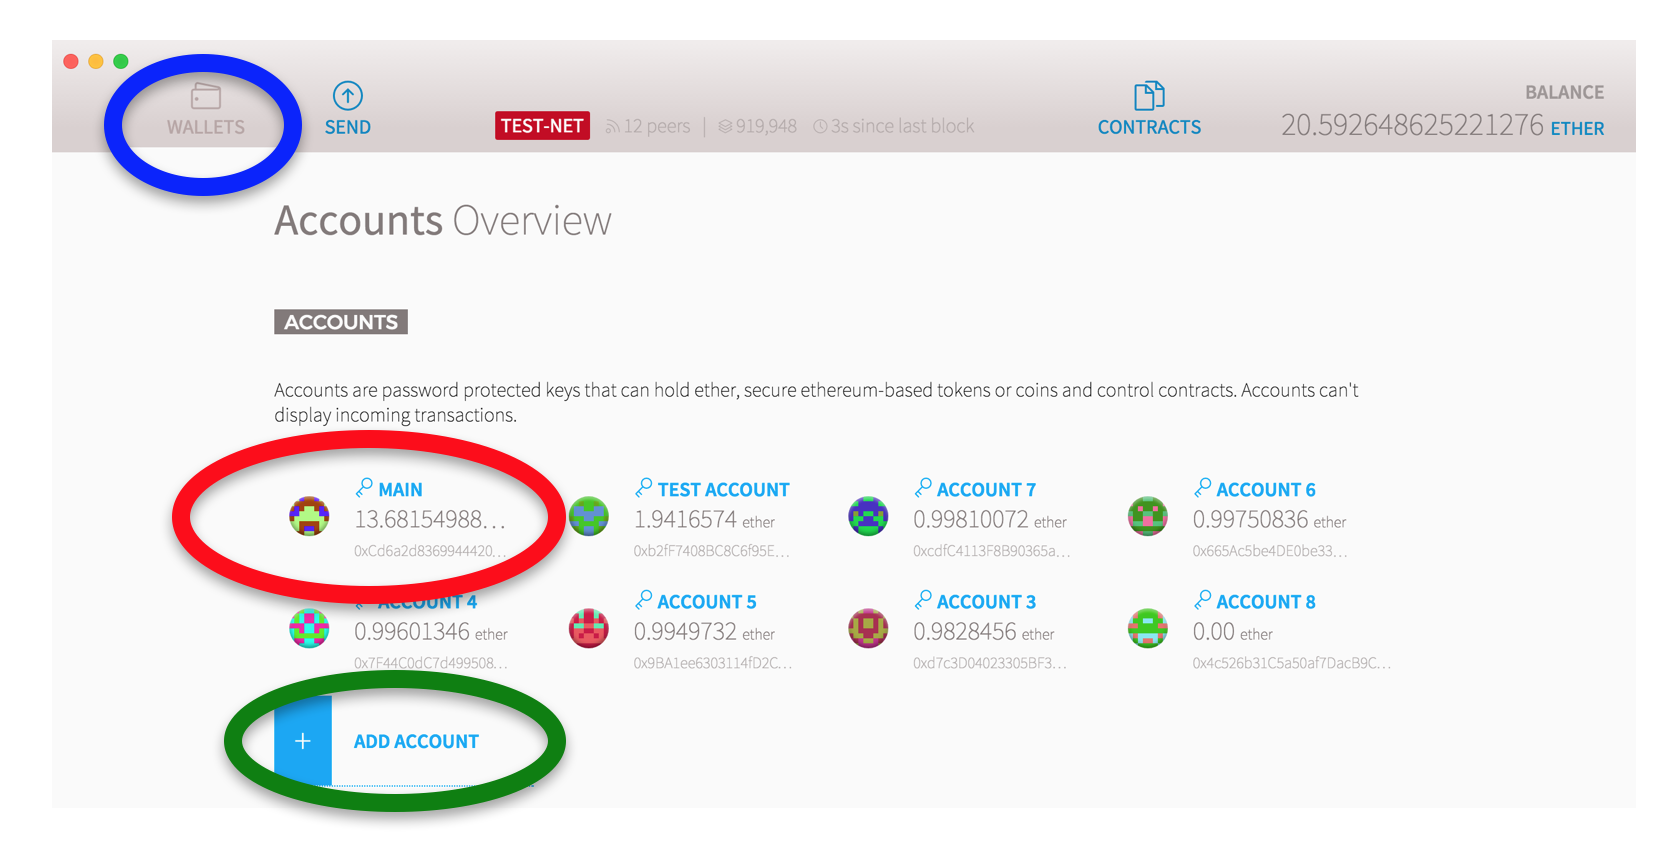 WALLETS
SEND
TEST-NET 12 peers | 919,948 3s since last block
CONTRACTS
BALANCE
20.592648625221276 ETHER
Accounts Overview
ACCOUNTS
Accounts are password protected keys that can hold ether, secure ethereum-based tokens or coins and control contracts. Accounts can't
display incoming transactions.
MAIN
13.68154988...
0xCd6a2d8369944420...
TEST ACCOUNT
1.9416574 ether
0xb2fF7408BC8C6f95E...
ACCOUNT 7
0.99810072 ether
0xcdfC4113F8B90365a...
ACCOUNT 6
0.99750836 ether
0x665Ac5be4DE0be33...
ACCOUNT 4
0.99601346 ether
0x7F44C0dC7d499508...
ACCOUNT 5
0.9949732 ether
0x9BA1ee6303114fD2C...
ACCOUNT 3
0.9828456 ether
0xd7c3D04023305BF3...
ACCOUNT 8
0.00 ether
0x4c526b31C5a50af7DacB9C...
+ ADD ACCOUNT